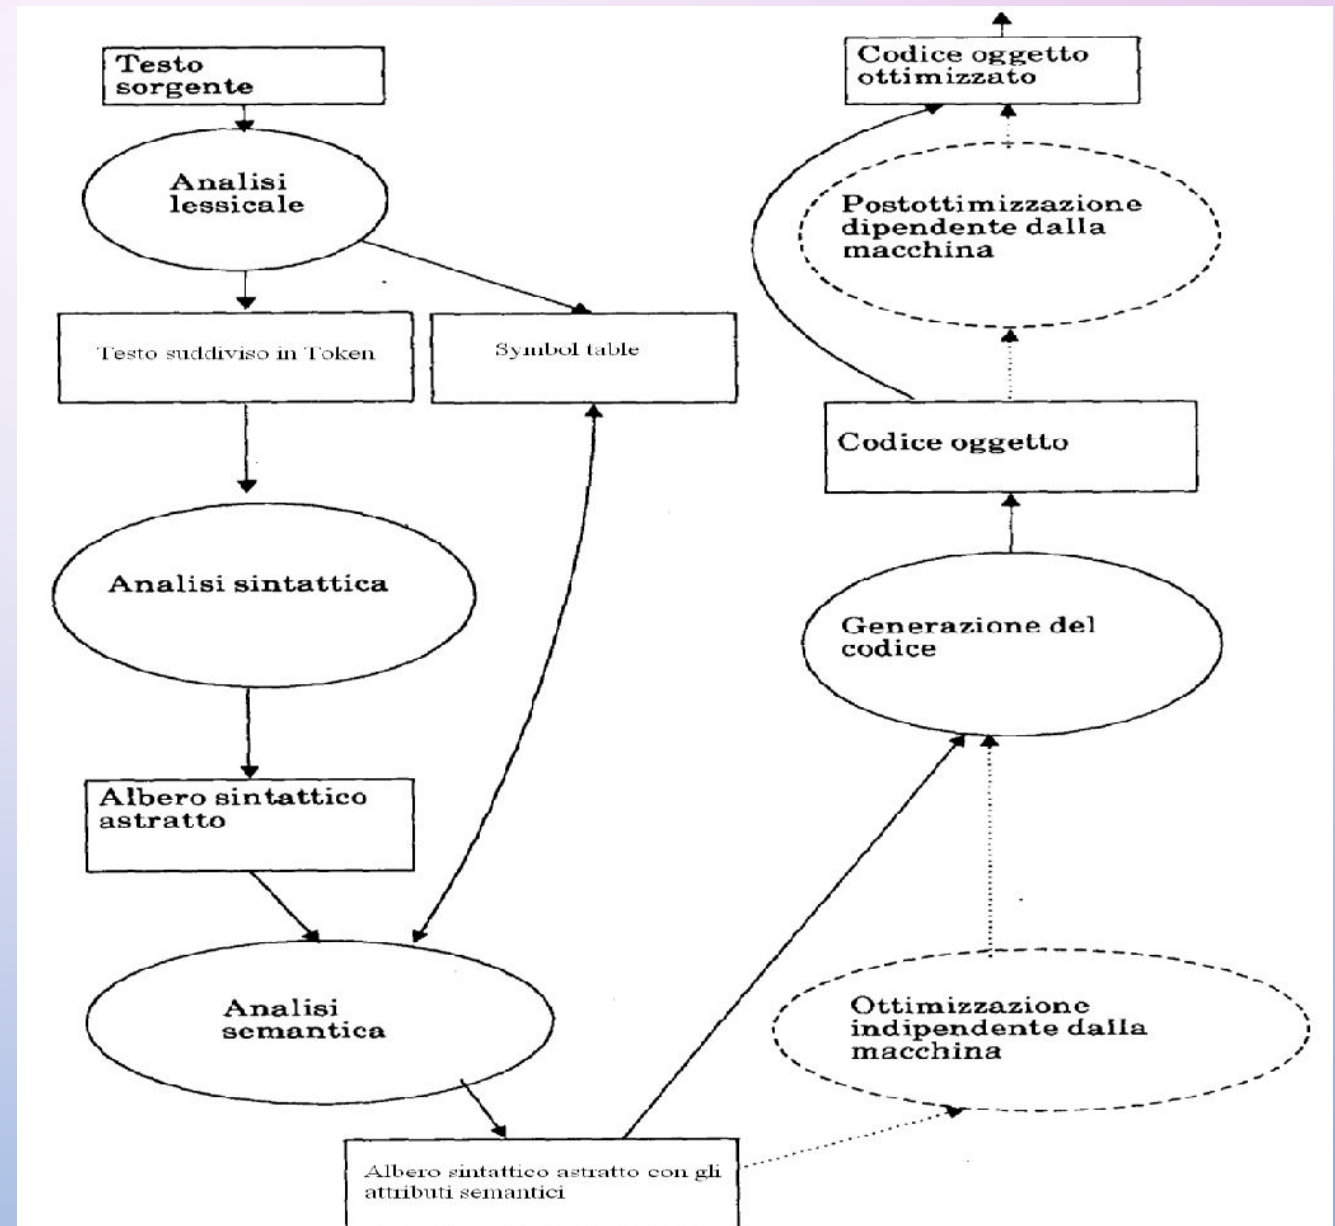 Testo
sorgente
Analisi
lessicale
Testo suddiviso in Token
Symbol table
Analisi sintattica
Albero sintattico
astratto
Analisi
semantica
Albero sintattico astratto con gli
attributi semantici
Codice oggetto
ottimizzato
Postottimizzazione
dipendente dalla
macchina
Codice oggetto
Generazione del
codice
Ottimizzazione
indipendente dalla
macchina